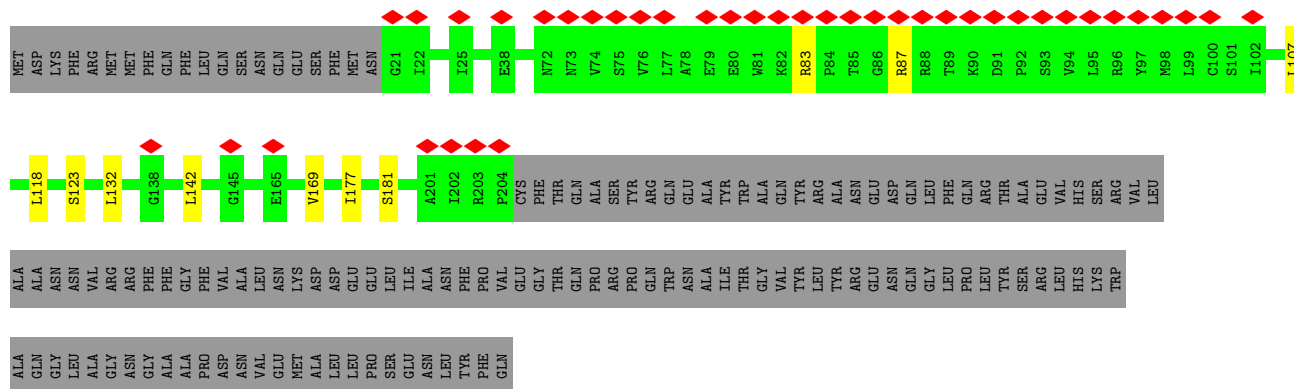 MET ASP LYS PHE ARG MET MET PHE GLN PHE LEU GLN SER ASN GLN GLU SER PHE MET ASN G21 I22 I25 E38 N72 N73 V74 S75 V76 L77 A78 E79 E80 W81 K82 R83 P84 T85 G86 R87 R88 T89 K90 D91 P92 S93 V94 L95 R96 Y97 M98 L99 C100 S101 I102 L107
L118 S123 L132 G138 L142 G145 E165 V169 I177 S181 A201 I202 R203 P204 CYS PHE THR GLN ALA SER TYR ARG GLN GLU ALA TYR TRP ALA GLN TYR ARG ALA ASN GLU ASP GLN LEU PHE GLN ARG THR ALA GLU VAL HIS SER ARG VAL LEU
ALA ALA ASN ASN VAL ARG ARG PHE PHE GLY PHE VAL ALA LEU ASN LYS ASP ASP GLU GLU LEU ILE ALA ASN PHE PRO VAL GLU GLY THR GLN PRO ARG PRO GLN TRP ASN ALA ILE THR GLY VAL TYR LEU TYR ARG GLU ASN GLN GLY LEU PRO LEU TYR SER ARG LEU HIS LYS TRP
ALA GLN GLY LEU ALA GLY ASN GLY ALA ALA PRO ASP ASN VAL GLU MET ALA LEU LEU PRO SER GLU ASN LEU TYR PHE GLN